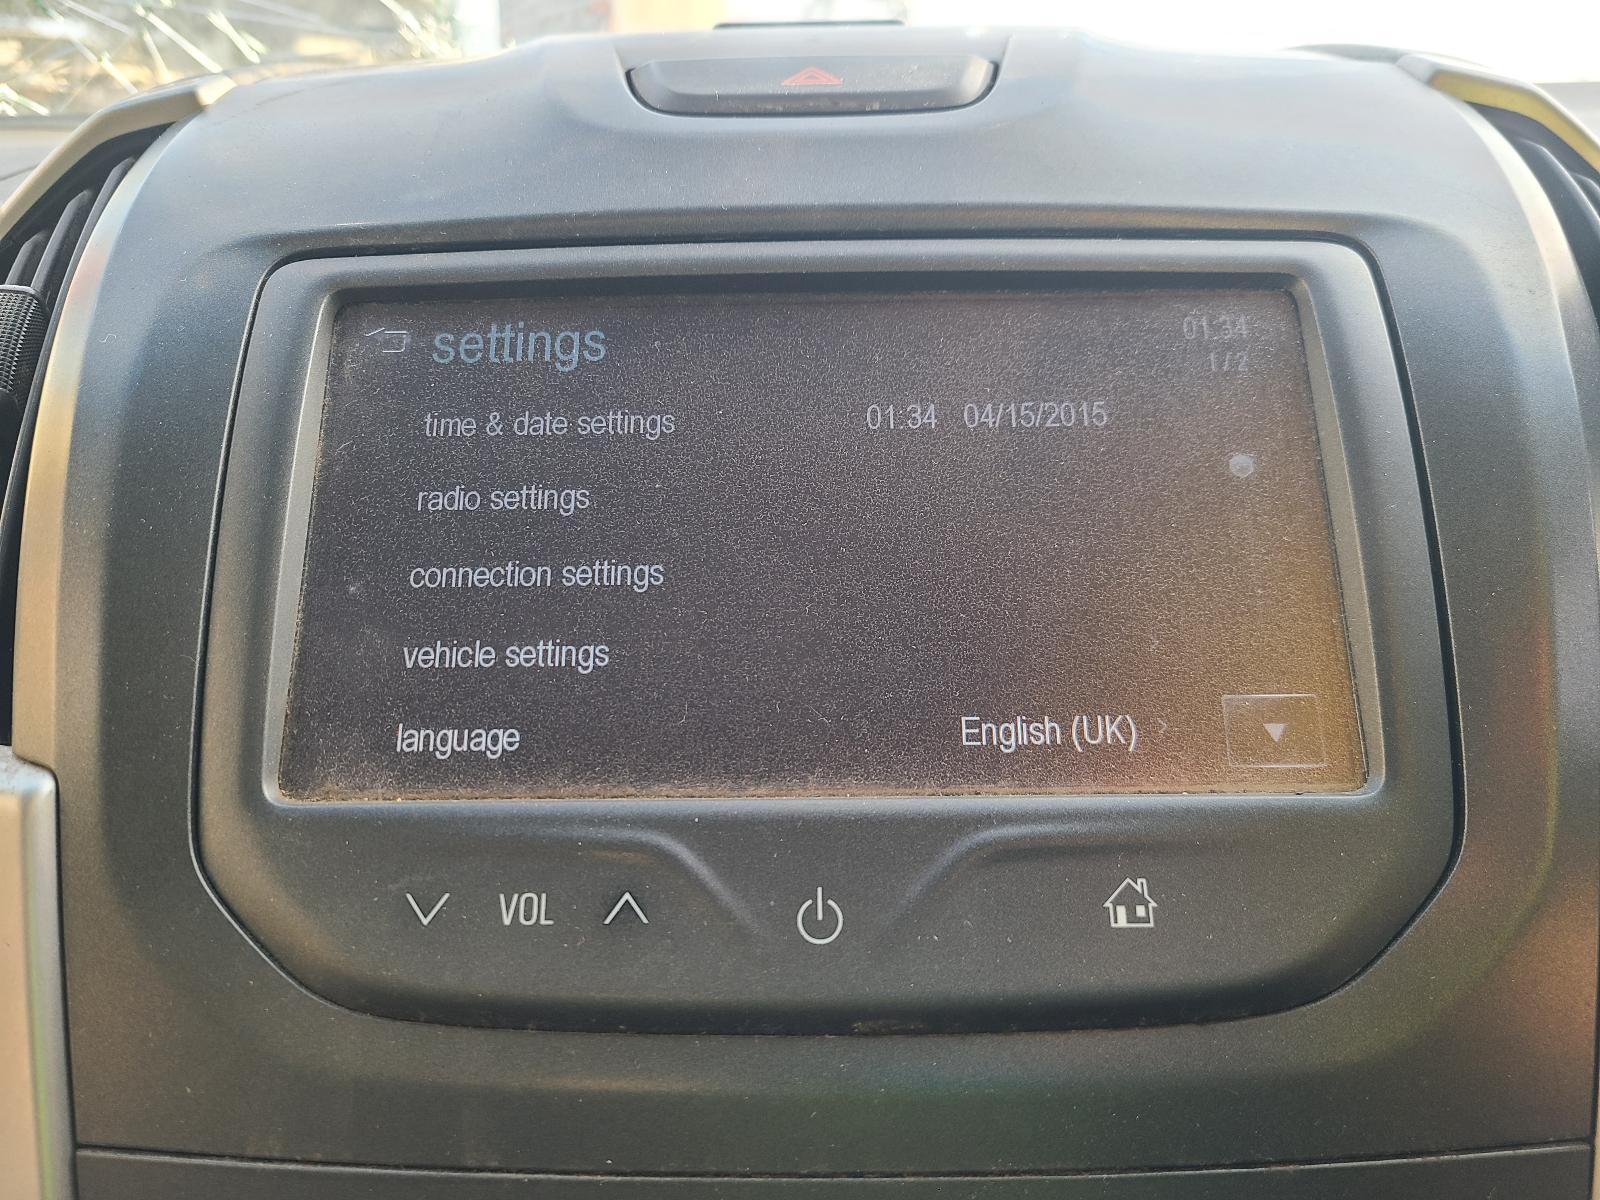 settings
01:34
1/2
time & date settings 01:34 04/15/2015
radio settings
connection settings
vehicle settings
language English (UK)
VOL